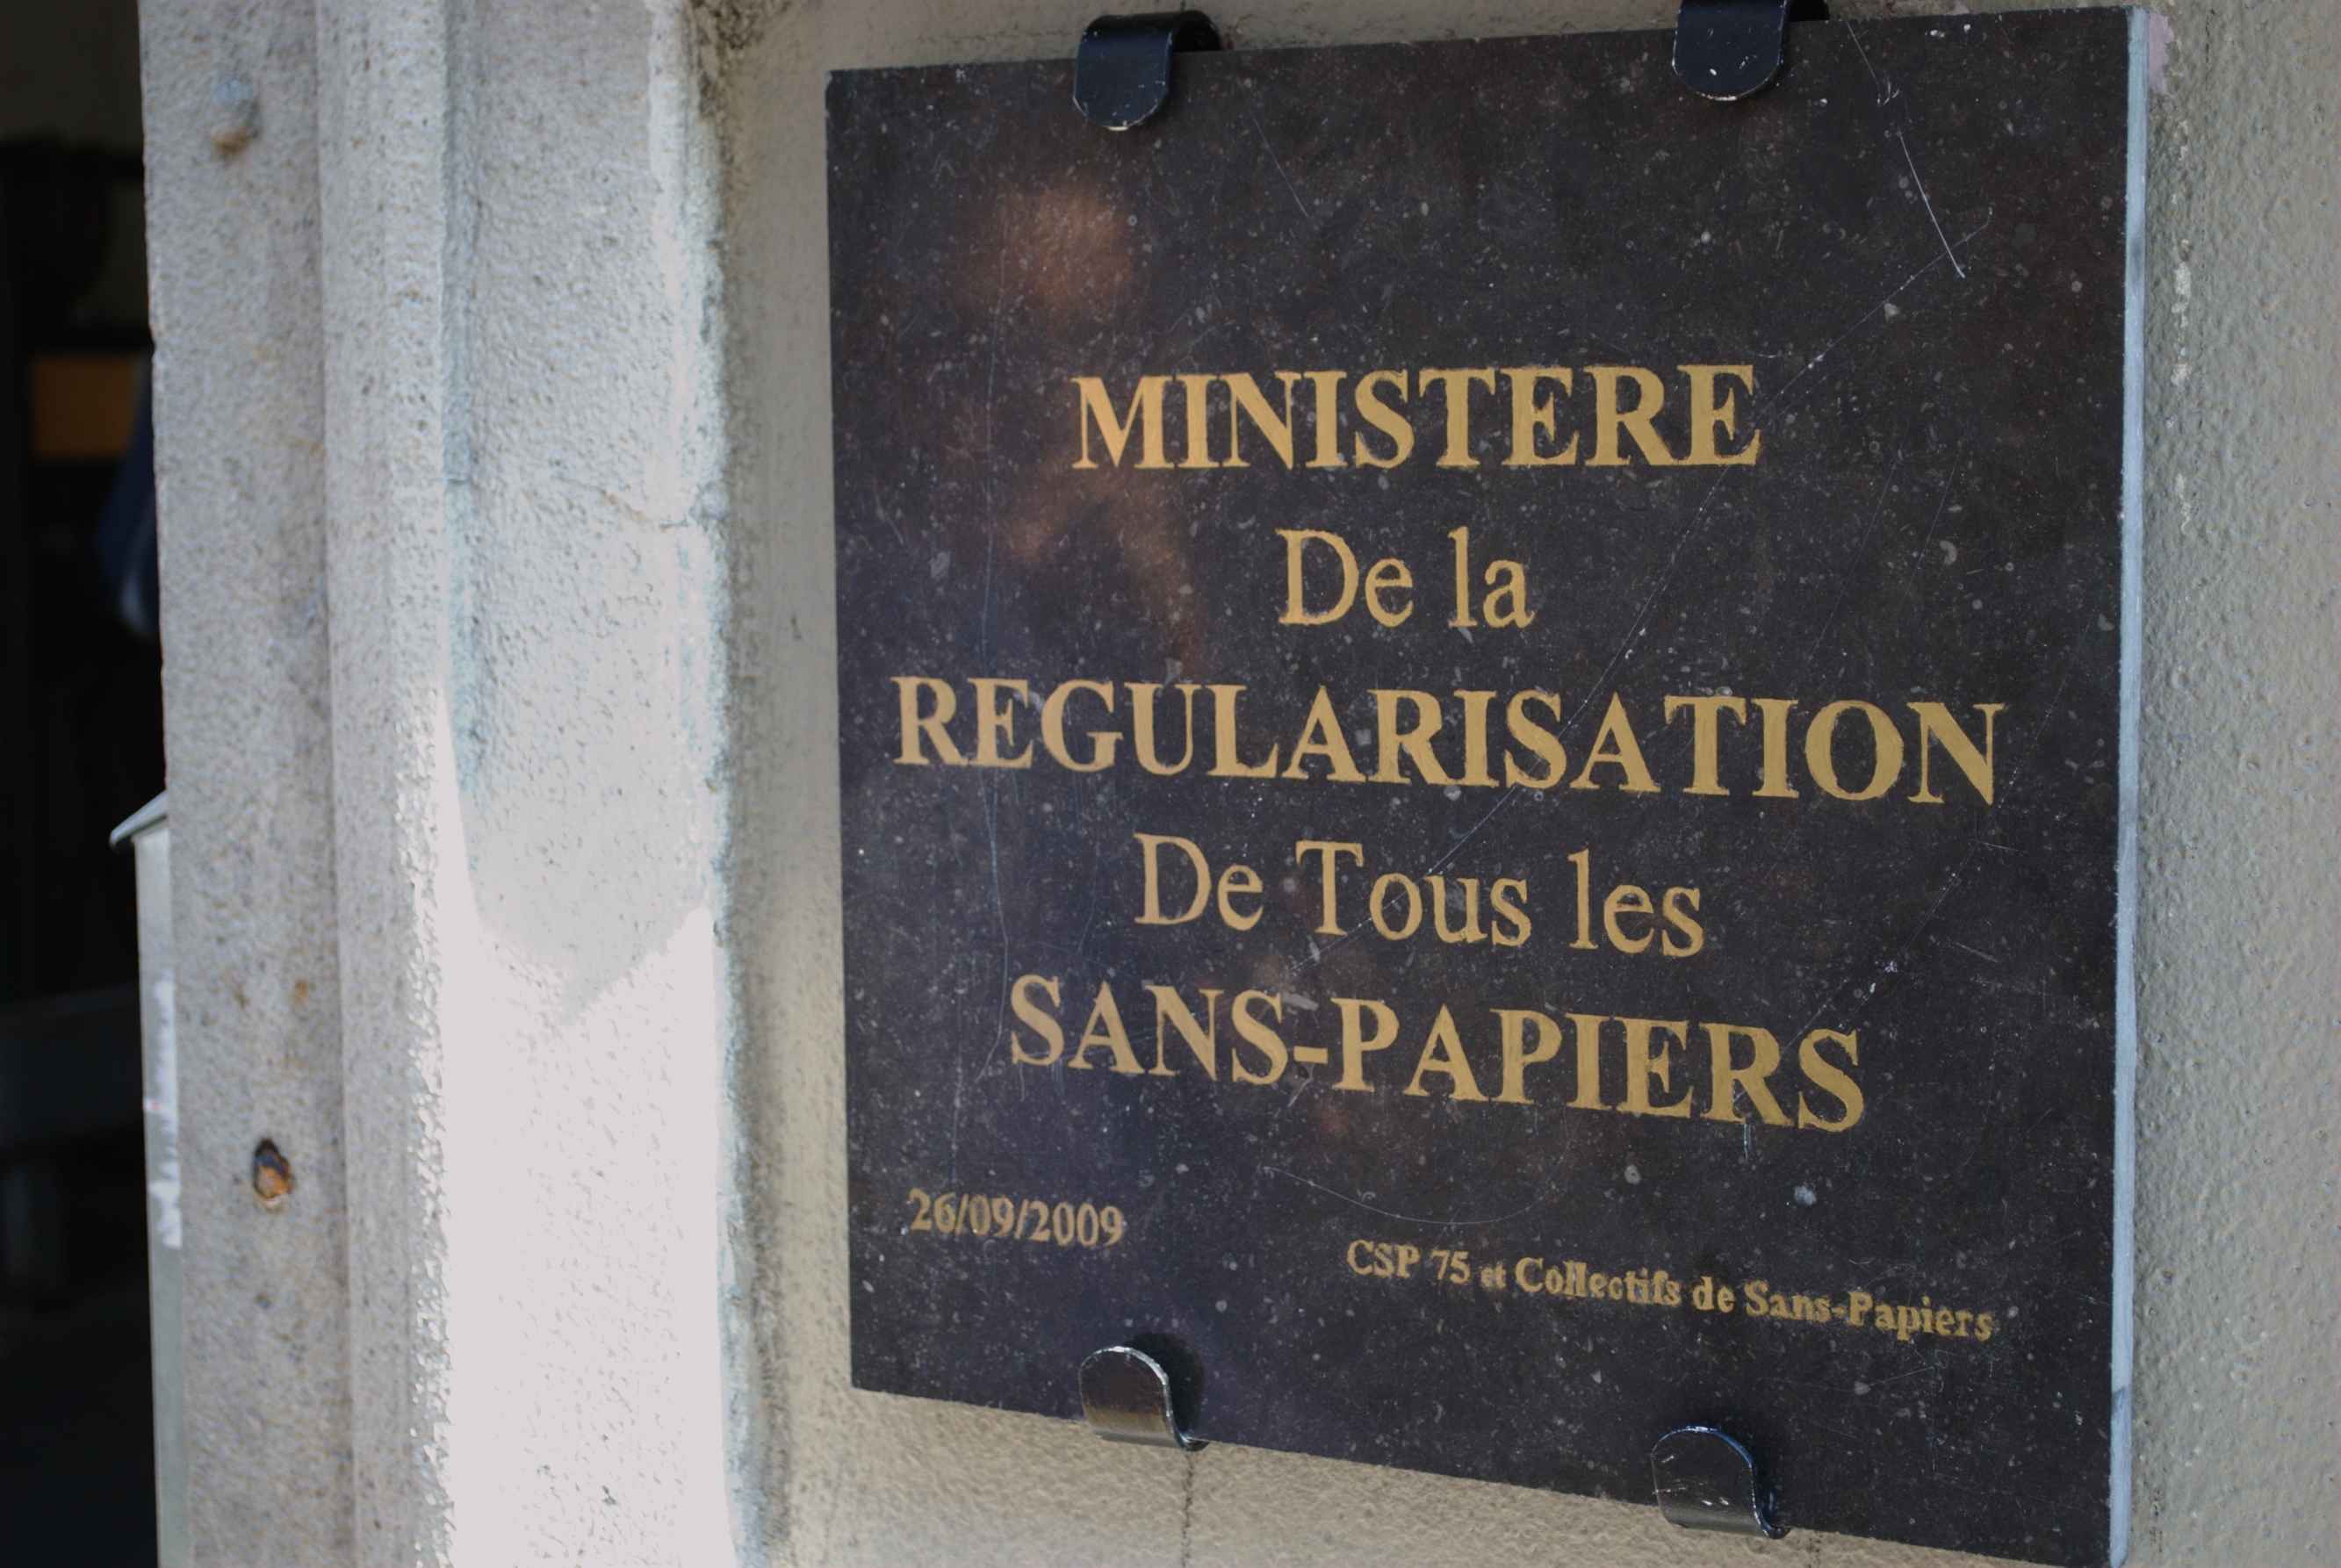 MINISTERE
De la
REGULARISATION
De Tous les
SANS-PAPIERS
26/09/2009
CSP 75 et Collectifs de Sans-Papiers